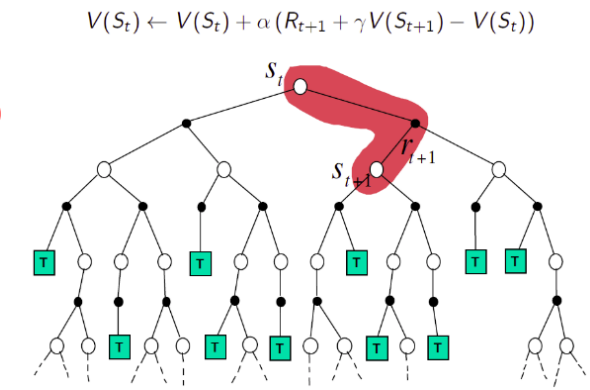 V(S_t) ← V(S_t) + α (R_{t+1} + γV(S_{t+1}) − V(S_t))
s_t
r_{t+1}
s_{t+1}
T T T T T
T T T T T